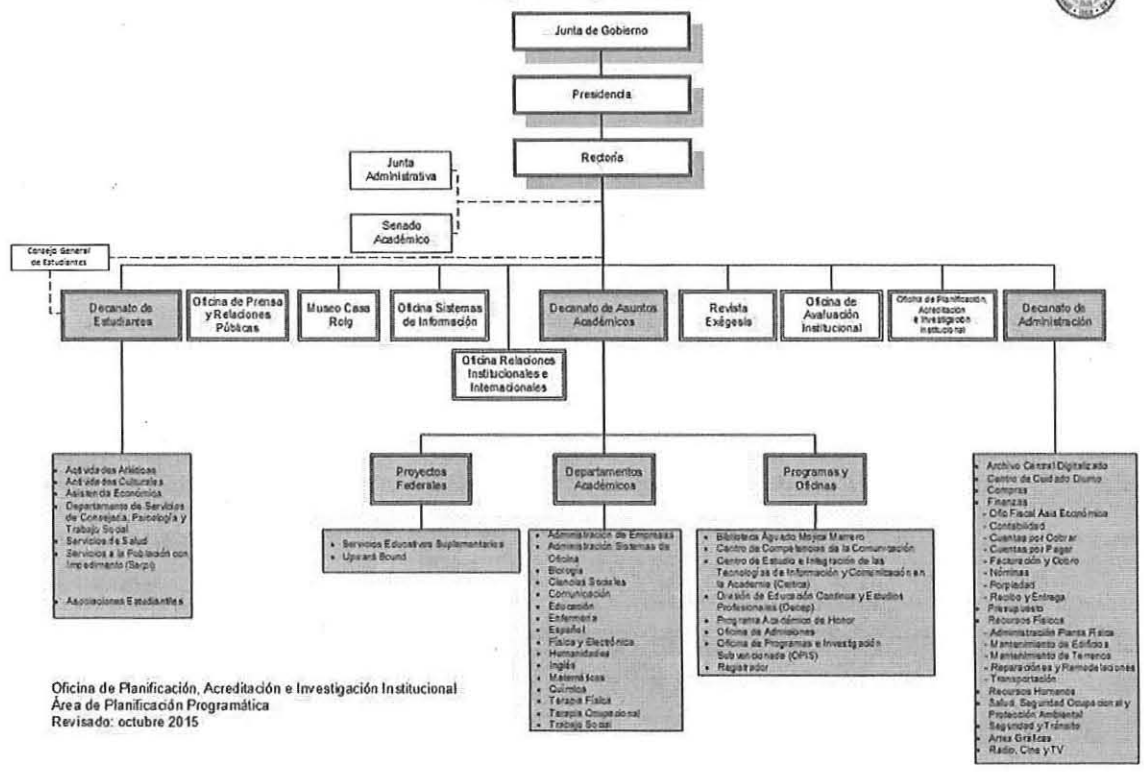 Junta de Gobierno
Presidencia
Rectoría
Junta
Administrativa
Senado
Académico
Consejo General
de Estudiantes
Decanato de
Estudiantes
Oficina de Prensa
y Relaciones
Públicas
Museo Casa
Roig
Oficina Sistemas
de Información
Oficina Relaciones
Institucionales e
Internacionales
Decanato de Asuntos
Académicos
Revista
Exégesis
Oficina de
Avaluación
Institucional
Oficina de Planificación,
Acreditación
e Investigación
Institucional
Decanato de
Administración
Actividades Atléticas
Actividades Culturales
Asistencia Económica
Departamento de Servicios
de Consejería, Psicología y
Trabajo Social
Servicios de Salud
Servicios a la Población con
Impedimento (Serpi)
Asociaciones Estudiantiles
Proyectos
Federales
Servicios Educativos Suplementarios
Upward Bound
Departamentos
Académicos
Administración de Empresas
Administración Sistemas de
Oficina
Biología
Ciencias Sociales
Comunicación
Educación
Enfermería
Español
Física y Electrónica
Humanidades
Inglés
Matemáticas
Química
Terapia Física
Terapia Ocupacional
Trabajo Social
Programas y
Oficinas
Biblioteca Águedo Mojica Marrero
Centro de Competencias de la Comunicación
Centro de Estudio e Integración de las
Tecnologías de Información y Comunicación en
la Academia (Ceitica)
División de Educación Continua y Estudios
Profesionales (Decep)
Programa Académico de Honor
Oficina de Admisiones
Oficina de Programas e Investigación
Subvencionada (OPIS)
Registrador
Archivo Central Digitalizado
Centro de Cuidado Diurno
Compras
Finanzas
- Ofic Fiscal Asis Económica
- Contabilidad
- Cuentas por Cobrar
- Cuentas por Pagar
- Facturación y Cobro
- Nóminas
- Porpiedad
- Recibo y Entrega
Presupuesto
Recursos Físicos
- Administración Planta Física
- Mantenimiento de Edificios
- Mantenimiento de Terrenos
- Reparaciones y Remodelaciones
- Transportación
Recursos Humanos
Salud, Seguridad Ocupacional y
Protección Ambiental
Seguridad y Tránsito
Artes Gráficas
Radio, Cine y TV
Oficina de Planificación, Acreditación e Investigación Institucional
Área de Planificación Programática
Revisado: octubre 2015